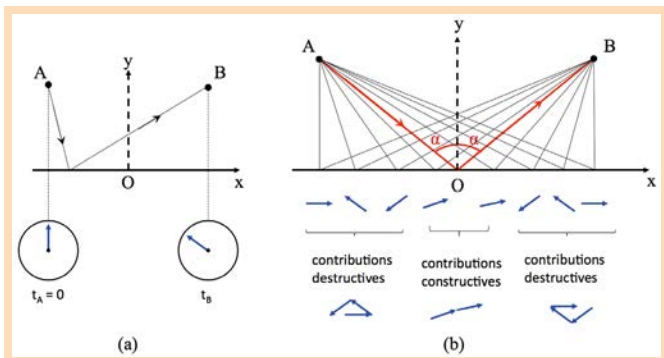 A
y
B
O
x
t_A = 0
t_B
(a)
A
y
B
α
α
O
x
contributions
destructives
contributions
constructives
contributions
destructives
(b)